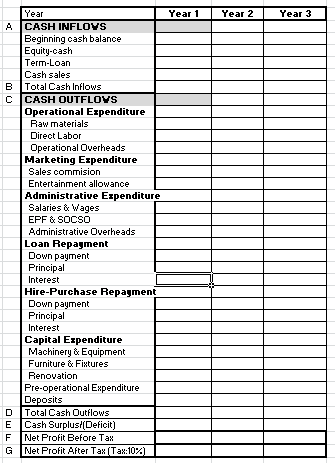 Year Year 1 Year 2 Year 3
A CASH INFLOWS
Beginning cash balance
Equity-cash
Term-Loan
Cash sales
B Total Cash Inflows
C CASH OUTFLOWS
Operational Expenditure
Raw materials
Direct Labor
Operational Overheads
Marketing Expenditure
Sales commision
Entertainment allowance
Administrative Expenditure
Salaries & Wages
EPF & SOCSO
Administrative Overheads
Loan Repayment
Down payment
Principal
Interest
Hire-Purchase Repayment
Down payment
Principal
Interest
Capital Expenditure
Machinery & Equipment
Furniture & Fixtures
Renovation
Pre-operational Expenditure
Deposits
D Total Cash Outflows
E Cash Surplus/(Deficit)
F Net Profit Before Tax
G Net Profit After Tax (Tax:10%)